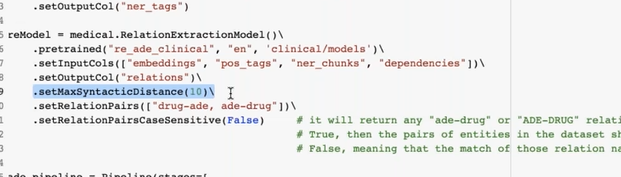 .setOutputCol("ner_tags")
reModel = medical.RelationExtractionModel()\
.pretrained("re_ade_clinical", "en", 'clinical/models')\
.setInputCols(["embeddings", "pos_tags", "ner_chunks", "dependencies"])\
.setOutputCol("relations")\
.setMaxSyntacticDistance(10)\
.setRelationPairs(["drug-ade, ade-drug"])\
.setRelationPairsCaseSensitive(False) # it will return any "ade-drug" or "ADE-DRUG" relati
# True, then the pairs of entities in the dataset sh
# False, meaning that the match of those relation na
ade_pipeline = Pipeline(stages=[